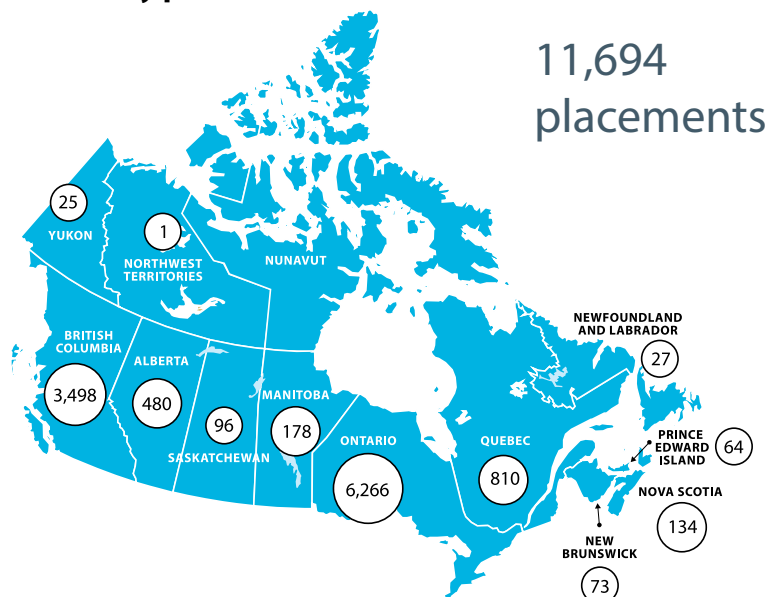 11,694
placements
25
YUKON
1
NORTHWEST
TERRITORIES
NUNAVUT
BRITISH
COLUMBIA
3,498
ALBERTA
480
96
SASKATCHEWAN
MANITOBA
178
ONTARIO
6,266
QUEBEC
810
NEWFOUNDLAND
AND LABRADOR
27
PRINCE
EDWARD
ISLAND
64
NOVA SCOTIA
134
NEW
BRUNSWICK
73